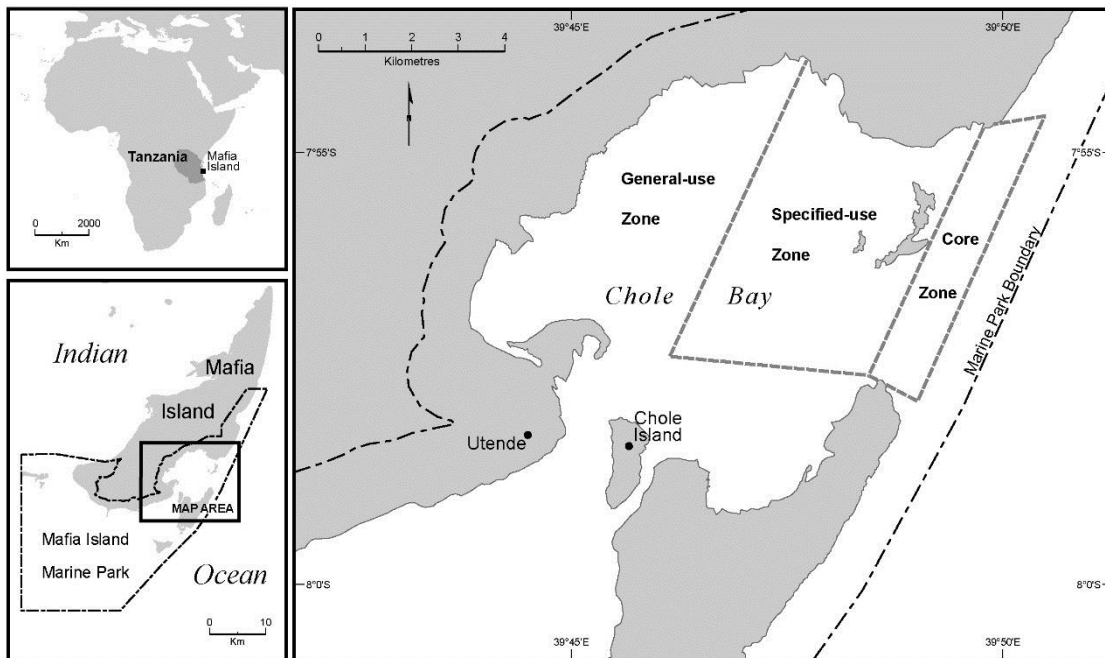 Tanzania
Mafia
Island
0 2000
Km
Indian
Mafia
Island
MAP AREA
Mafia Island
Marine Park
Ocean
0 10
Km
39°45'E
39°50'E
0 1 2 3 4
Kilometres
7°55'S
7°55'S
General-use
Zone
Specified-use
Zone
Core
Zone
Chole Bay
Marine Park Boundary
Utende
Chole
Island
8°0'S
8°0'S
39°45'E
39°50'E